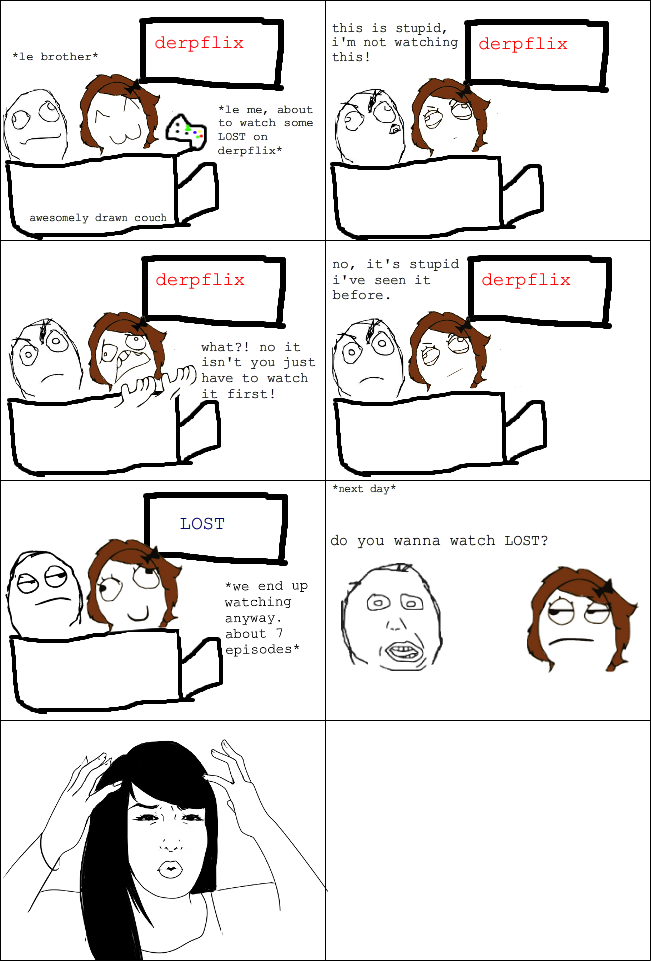 *le brother*
derpflix
*le me, about
to watch some
LOST on
derpflix*
awesomely drawn couch
this is stupid,
i'm not watching
this!
derpflix
derpflix
what?! no it
isn't you just
have to watch
it first!
no, it's stupid
i've seen it
before.
derpflix
LOST
*we end up
watching
anyway.
about 7
episodes*
*next day*
do you wanna watch LOST?